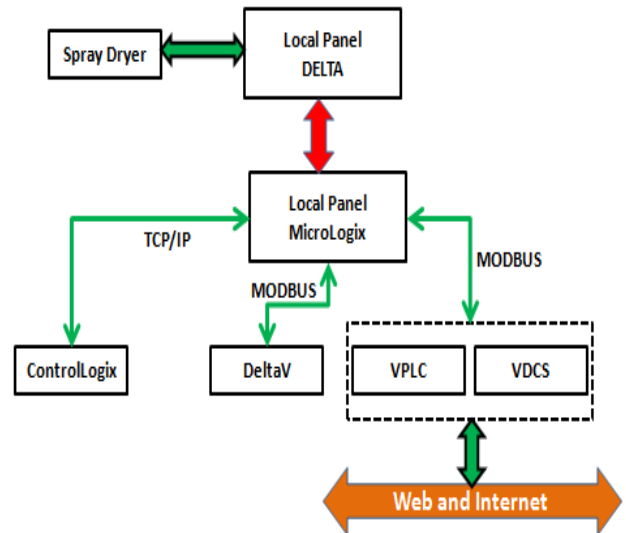 Spray Dryer
Local Panel
DELTA
Local Panel
MicroLogix
TCP/IP
MODBUS
MODBUS
ControlLogix
DeltaV
VPLC
VDCS
Web and Internet